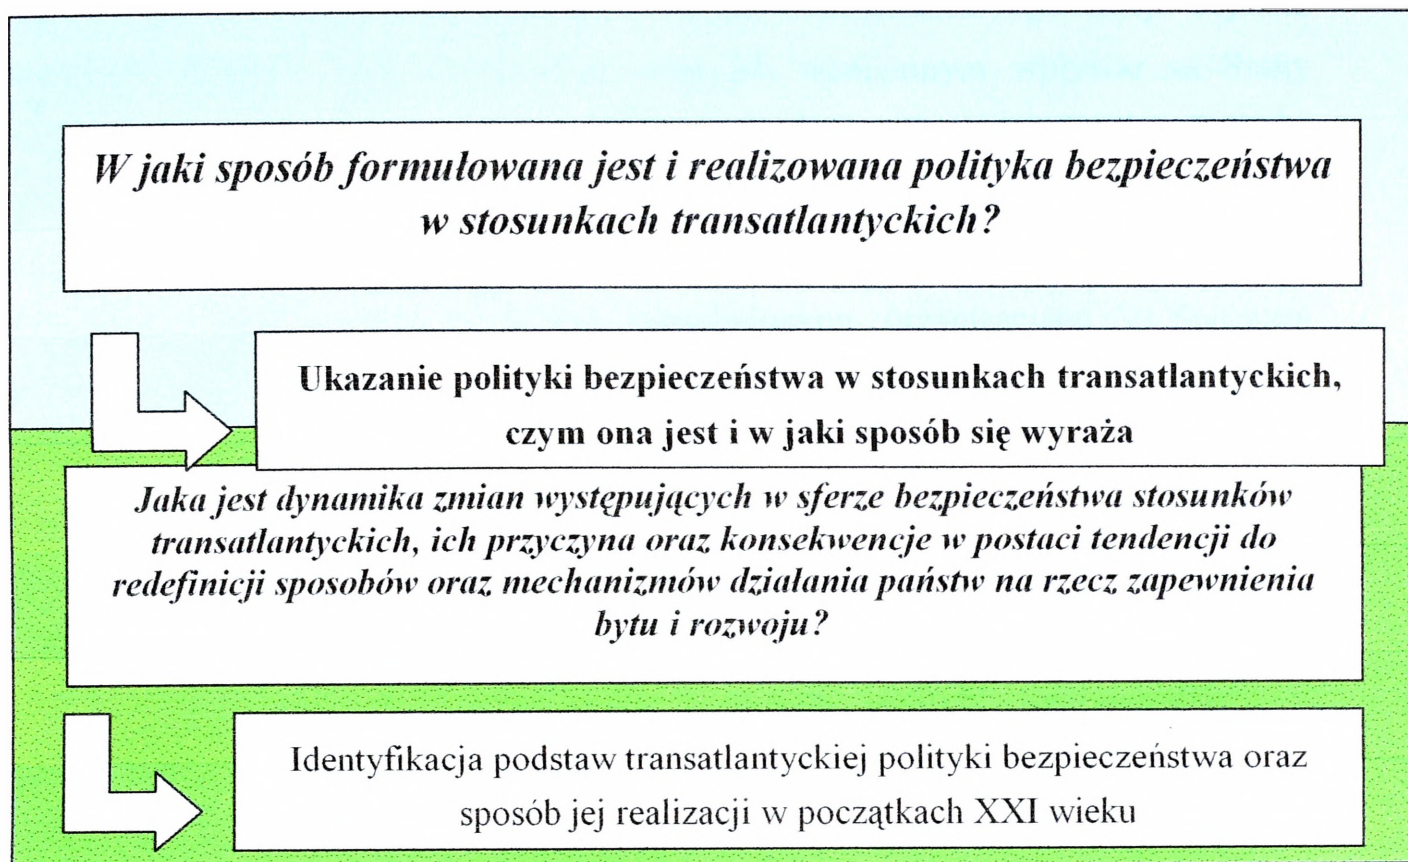 W jaki sposób formułowana jest i realizowana polityka bezpieczeństwa
w stosunkach transatlantyckich?
Ukazanie polityki bezpieczeństwa w stosunkach transatlantyckich,
czym ona jest i w jaki sposób się wyraża
Jaka jest dynamika zmian występujących w sferze bezpieczeństwa stosunków
transatlantyckich, ich przyczyna oraz konsekwencje w postaci tendencji do
redefinicji sposobów oraz mechanizmów działania państw na rzecz zapewnienia
bytu i rozwoju?
Identyfikacja podstaw transatlantyckiej polityki bezpieczeństwa oraz
sposób jej realizacji w początkach XXI wieku